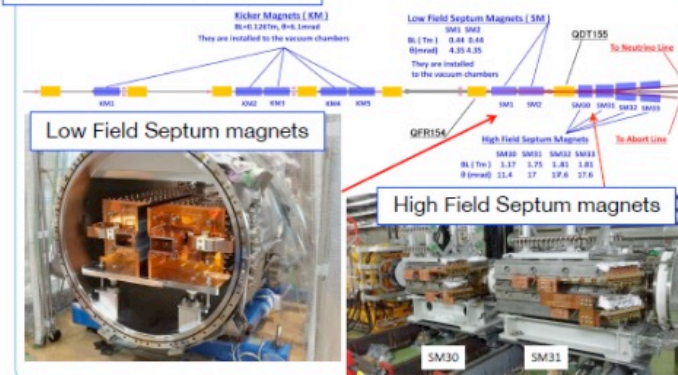 Kicker Magnets ( KM )
BL=0.126Tm, θ=6.1mrad
They are installed to the vacuum chambers
Low Field Septum Magnets ( SM )
SM1 SM2
BL ( Tm ) 0.44 0.44
θ(mrad) 4.35 4.35
They are installed
to the vacuum chambers
QDT155
To Neutrino Line
KM1
KM2
KM3
KM4
KM5
SM1
SM2
SM30
SM31
SM32
SM33
QFR154
To Abort Line
High Field Septum Magnets
SM30 SM31 SM32 SM33
BL ( Tm ) 1.17 1.75 1..81 1.81
θ (mrad) 11.4 17 17.6 17.6
Low Field Septum magnets
High Field Septum magnets
SM30
SM31